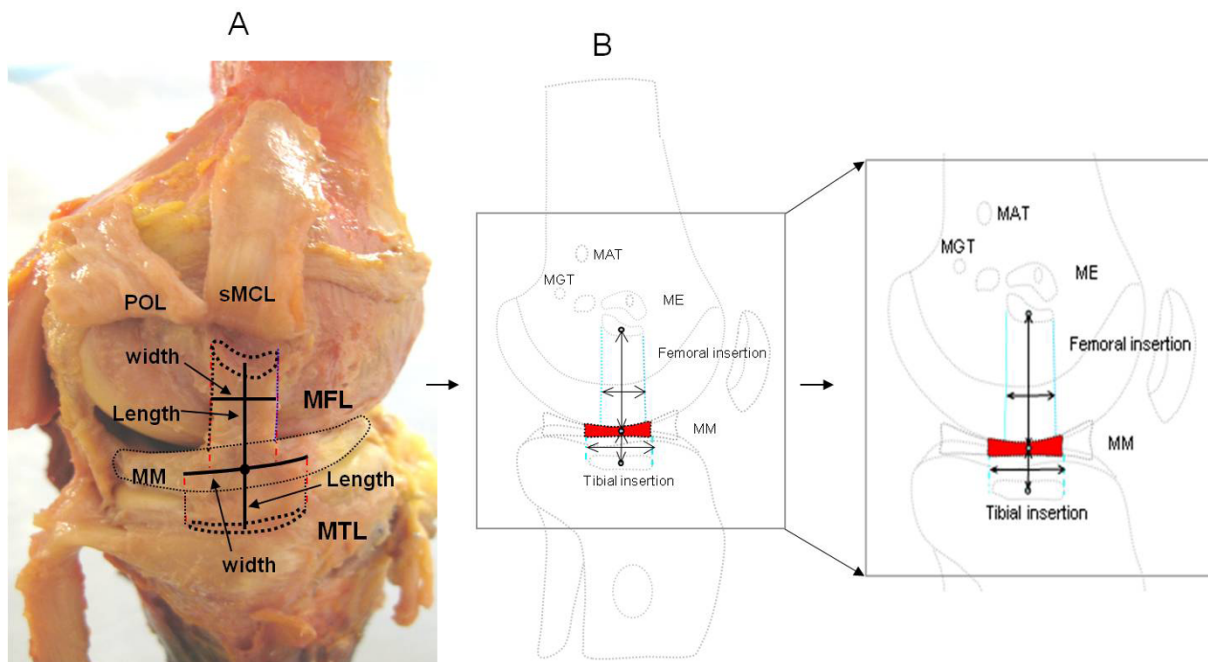 A
B
POL
sMCL
width
Length
MFL
MM
Length
MTL
width
MAT
MGT
ME
Femoral insertion
MM
Tibial insertion
MAT
MGT
ME
Femoral insertion
MM
Tibial insertion